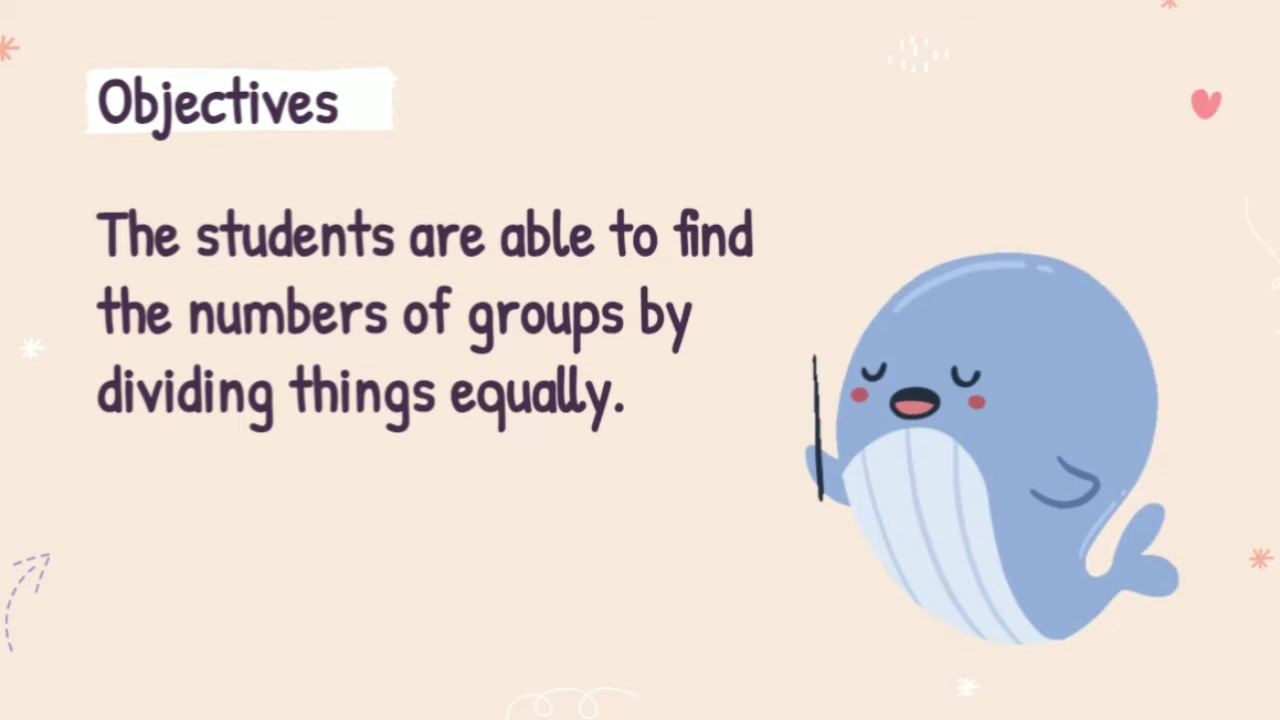 Objectives
The students are able to find
the numbers of groups by
dividing things equally.